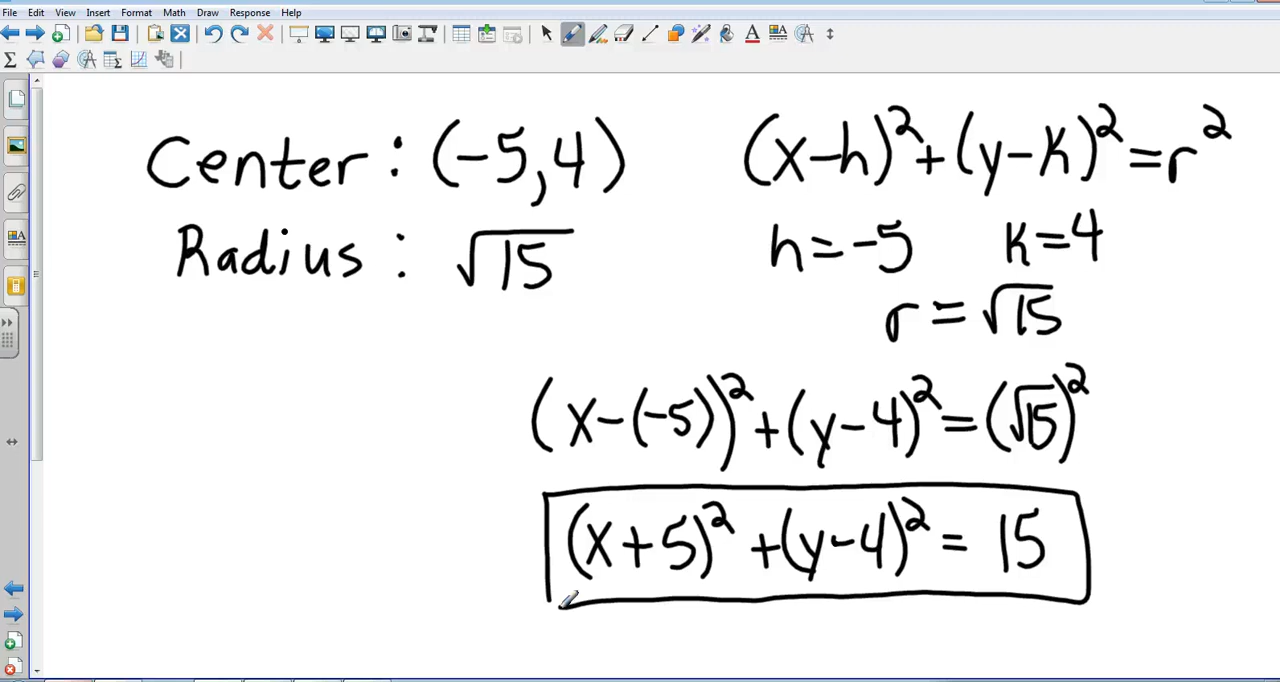 File Edit View Insert Format Math Draw Response Help
Center: (-5,4)
Radius: √15
(x-h)²+(y-k)²=r²
h=-5 k=4
r=√15
(x-(-5))²+(y-4)²=(√15)²
(x+5)²+(y-4)²=15